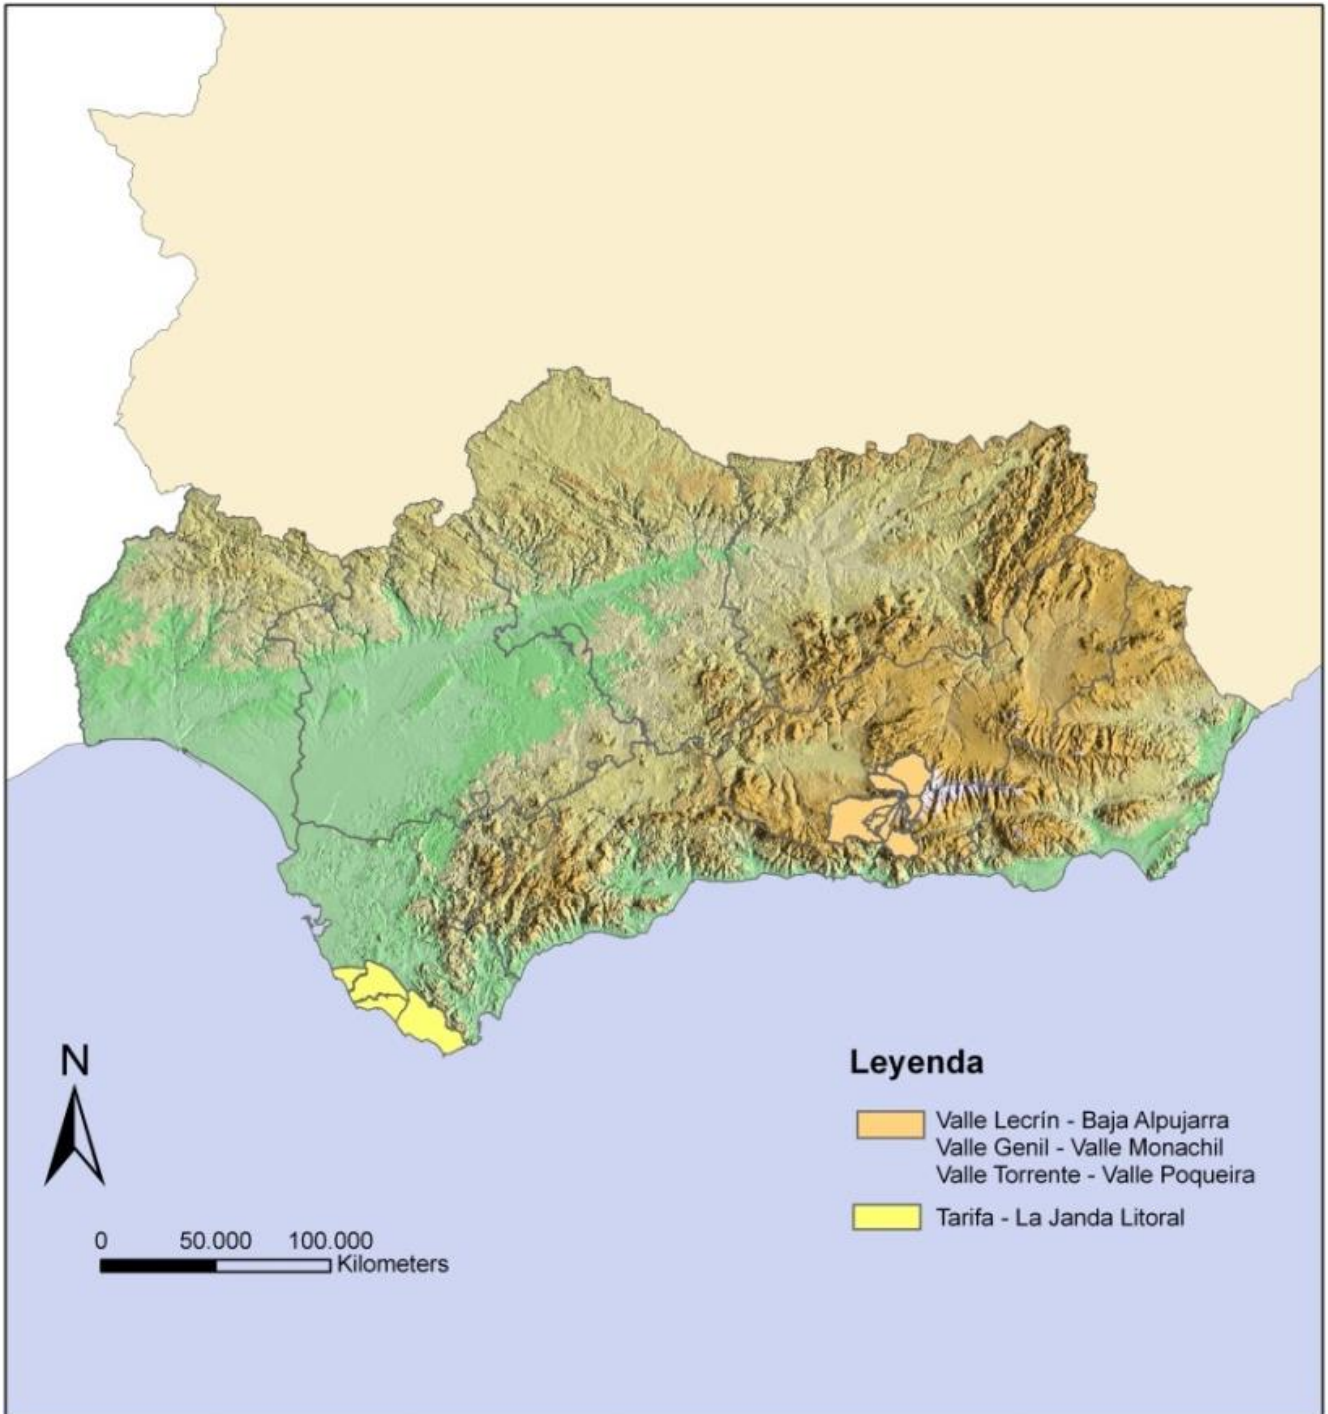 N
0 50.000 100.000
Kilometers
Leyenda
Valle Lecrín - Baja Alpujarra
Valle Genil - Valle Monachil
Valle Torrente - Valle Poqueira
Tarifa - La Janda Litoral